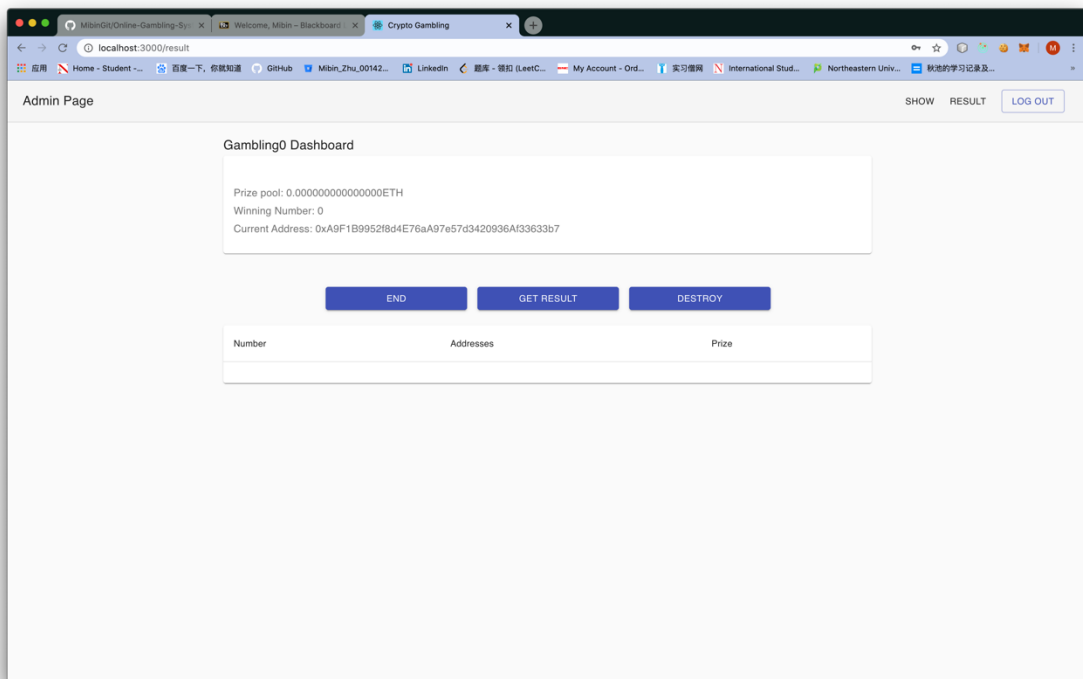 MibinGit/Online-Gambling-Sys
Welcome, Mibin – Blackboard
Crypto Gambling
localhost:3000/result
应用
Home - Student -...
百度一下，你就知道
GitHub
Mibin_Zhu_00142...
LinkedIn
题库 - 领扣 (LeetC...
My Account - Ord...
实习僧网
International Stud...
Northeastern Univ...
秋池的学习记录及...
»
Admin Page
SHOW
RESULT
LOG OUT
Gambling0 Dashboard
Prize pool: 0.000000000000000ETH
Winning Number: 0
Current Address: 0xA9F1B9952f8d4E76aA97e57d3420936Af33633b7
END
GET RESULT
DESTROY
Number
Addresses
Prize